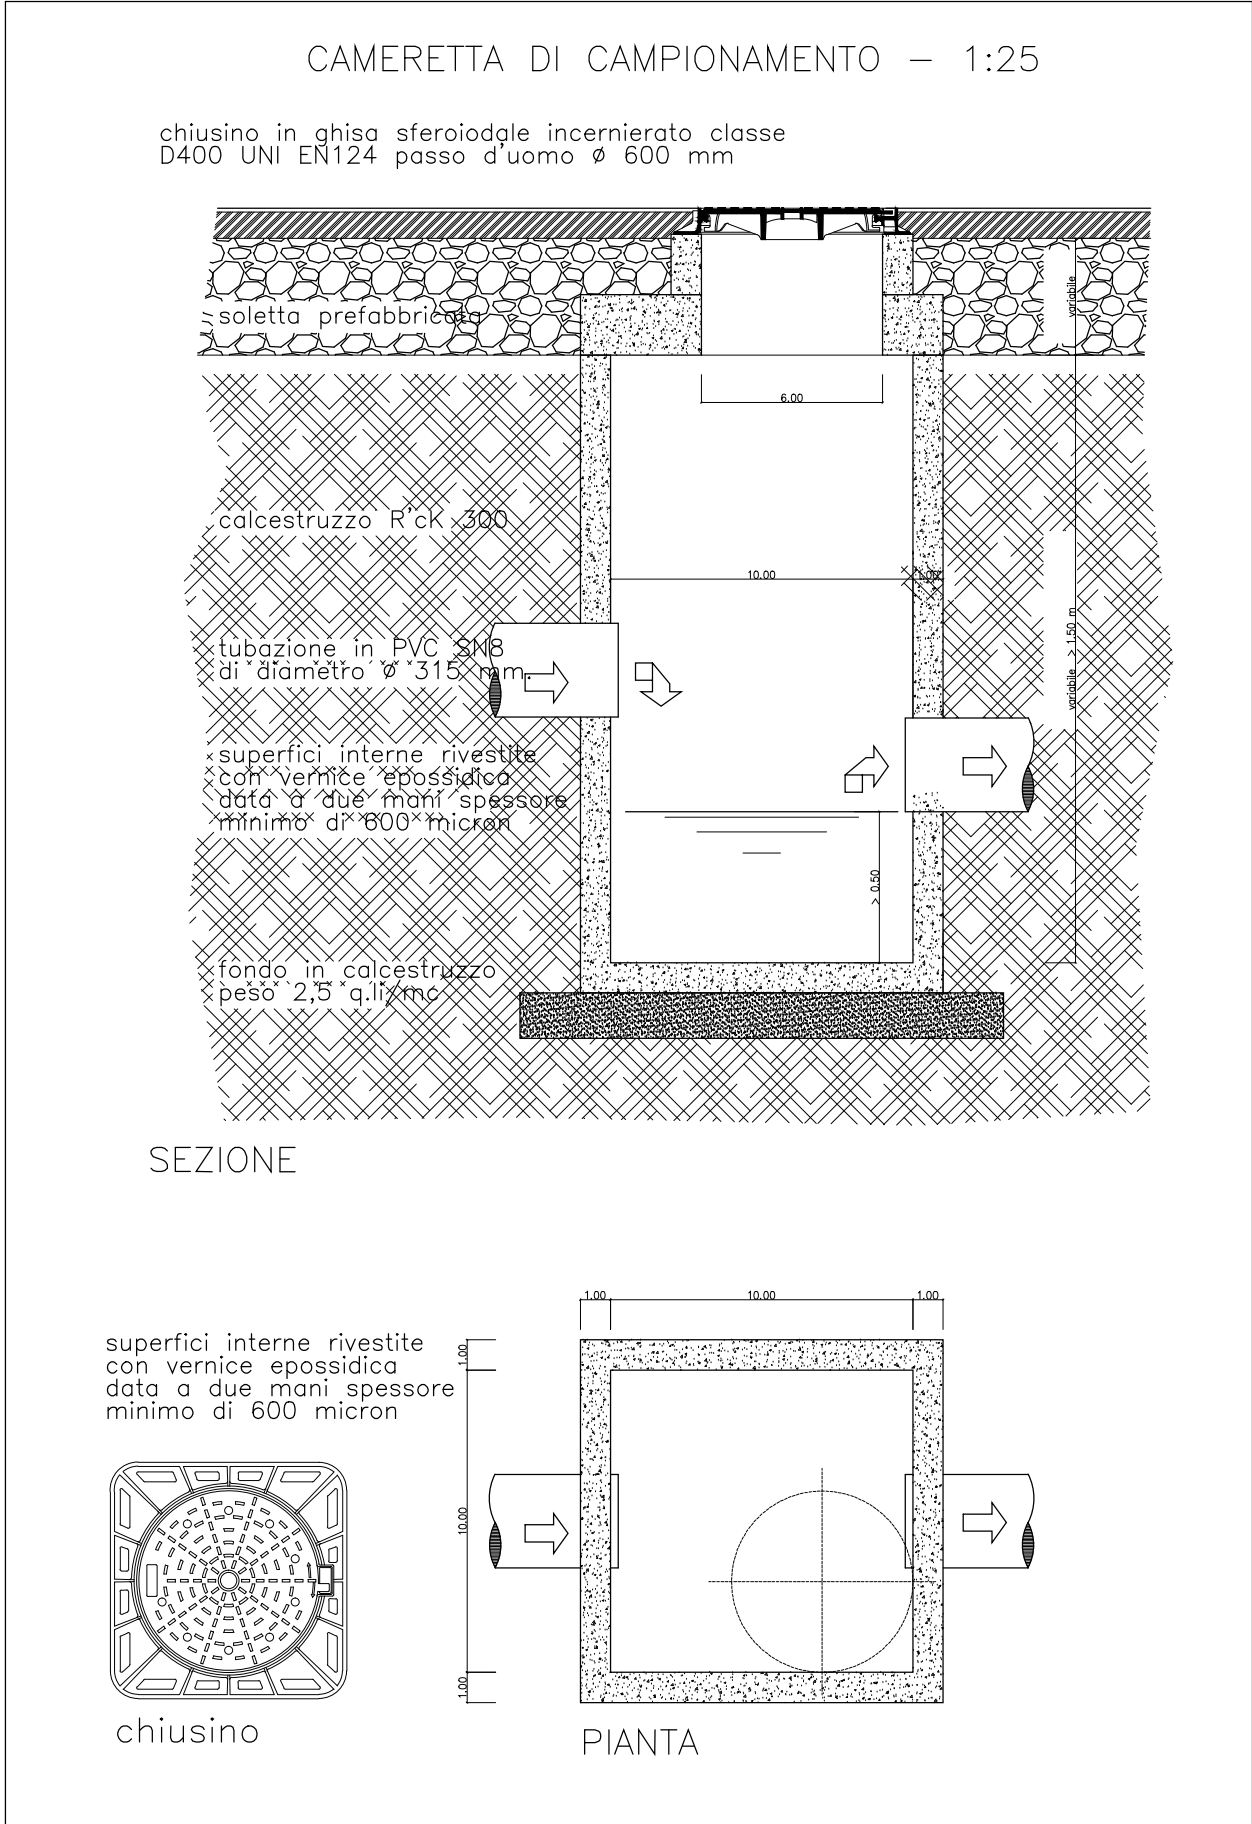 CAMERETTA DI CAMPIONAMENTO – 1:25
chiusino in ghisa sferoiodale incernierato classe
D400 UNI EN124 passo d'uomo ø 600 mm
variabile
soletta prefabbricata
6.00
calcestruzzo R'cK 300
10.00
1.00
variabile > 1.50 m
tubazione in PVC SN8
di diametro ø 315 mm.
superfici interne rivestite
con vernice epossidica
data a due mani spessore
minimo di 600 micron
> 0.50
fondo in calcestruzzo
peso 2,5 q.li/mc
SEZIONE
1.00
10.00
1.00
superfici interne rivestite
con vernice epossidica
data a due mani spessore
minimo di 600 micron
1.00
10.00
1.00
chiusino
PIANTA